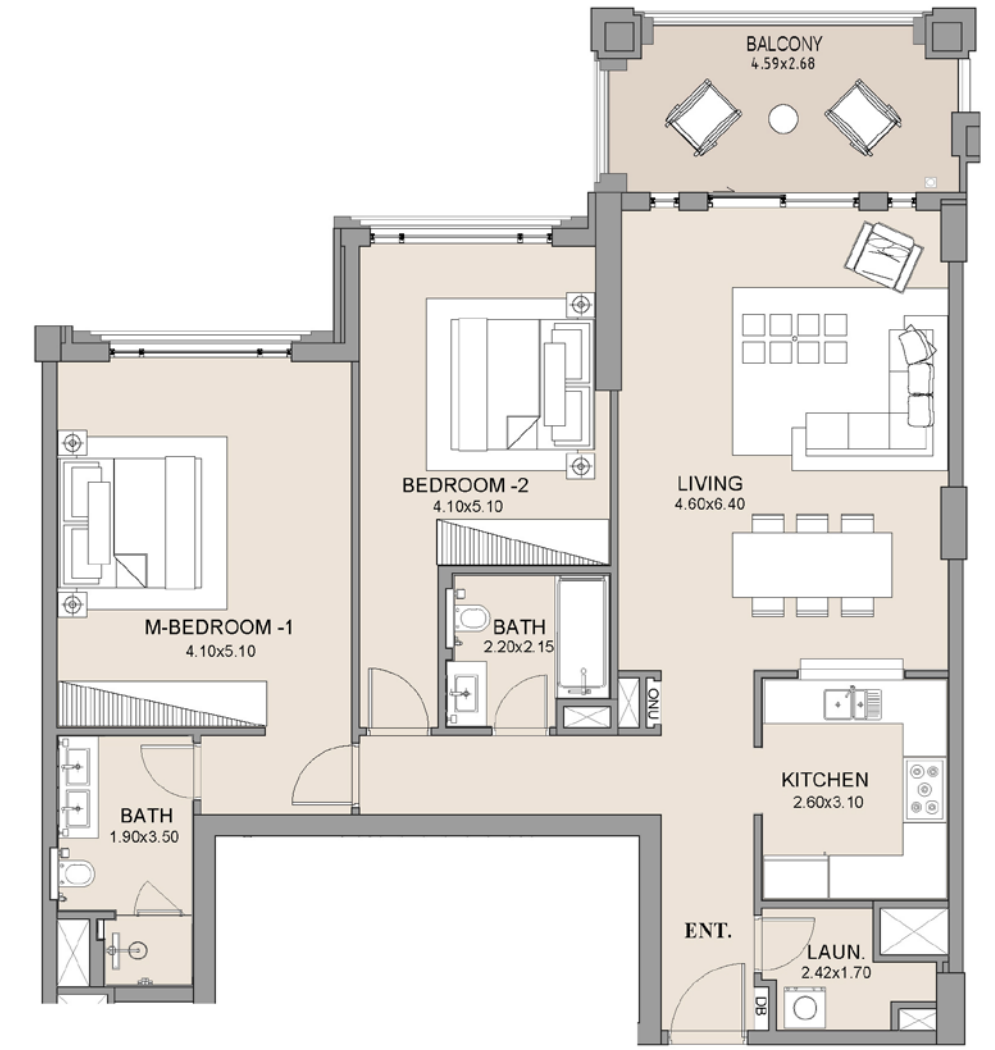 BALCONY
4.59x2.68
LIVING
4.60x6.40
BEDROOM -2
4.10x5.10
M-BEDROOM -1
4.10x5.10
BATH
2.20x2.15
ONU
KITCHEN
2.60x3.10
BATH
1.90x3.50
ENT.
LAUN.
2.42x1.70
DB